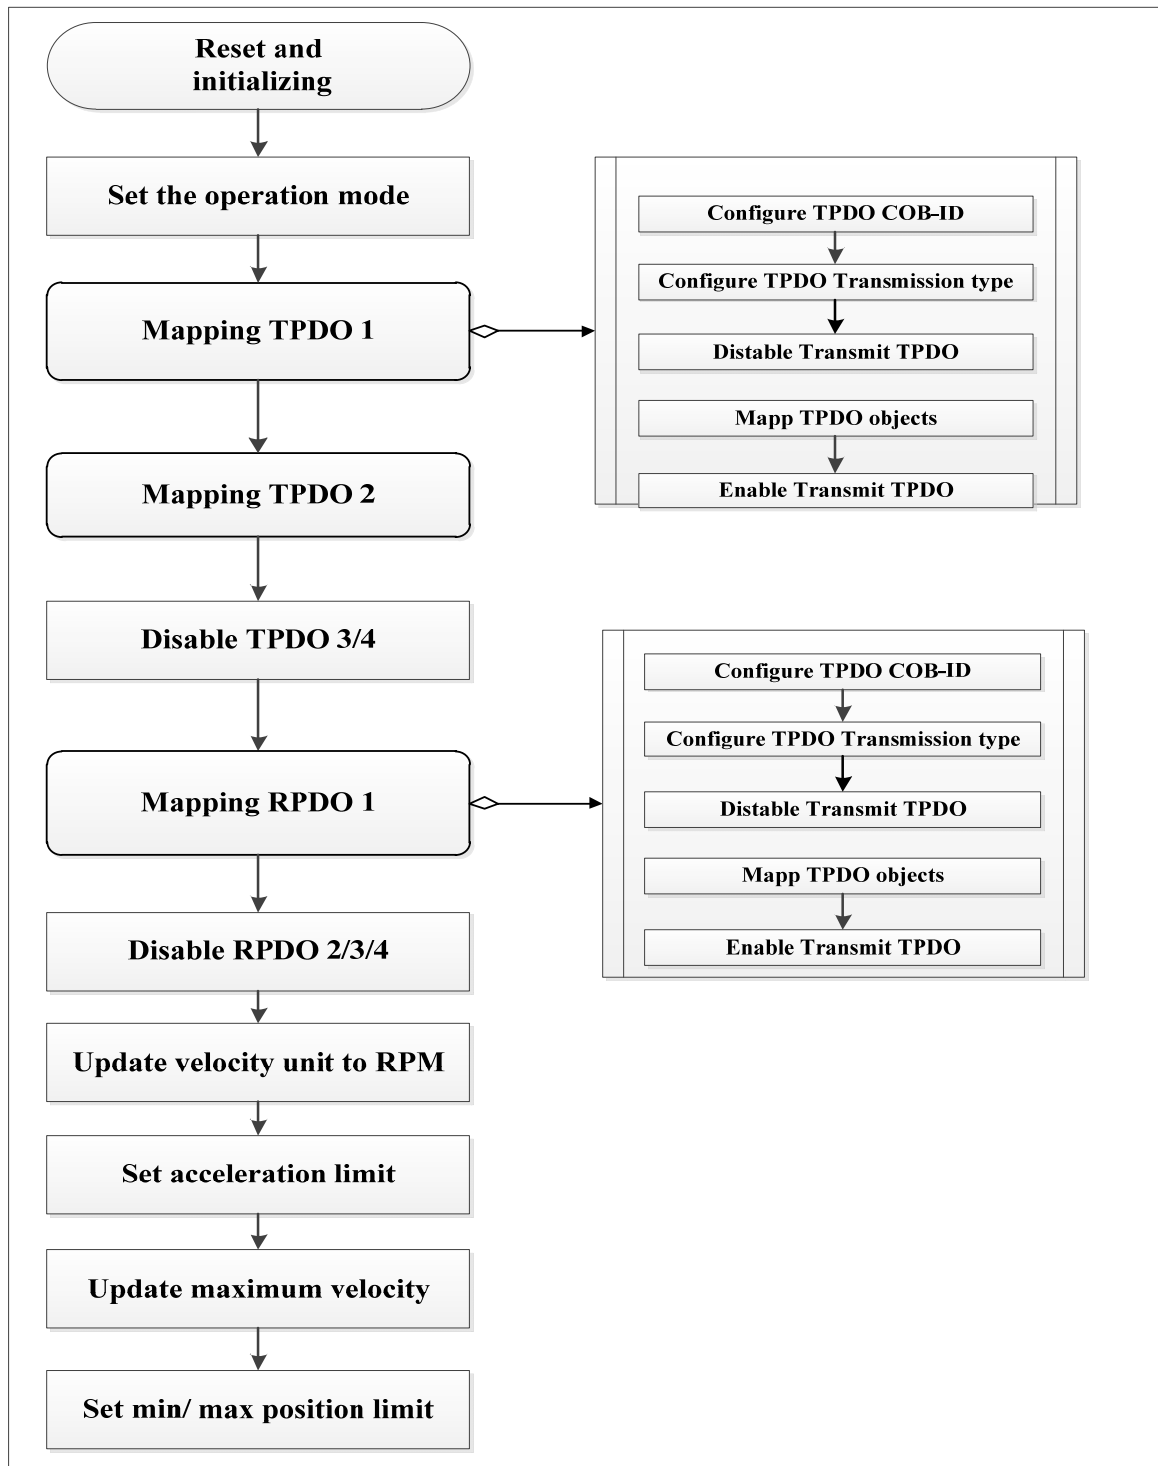 Reset and
initializing
Set the operation mode
Mapping TPDO 1
Mapping TPDO 2
Disable TPDO 3/4
Mapping RPDO 1
Disable RPDO 2/3/4
Update velocity unit to RPM
Set acceleration limit
Update maximum velocity
Set min/ max position limit
Configure TPDO COB-ID
Configure TPDO Transmission type
Distable Transmit TPDO
Mapp TPDO objects
Enable Transmit TPDO
Configure TPDO COB-ID
Configure TPDO Transmission type
Distable Transmit TPDO
Mapp TPDO objects
Enable Transmit TPDO